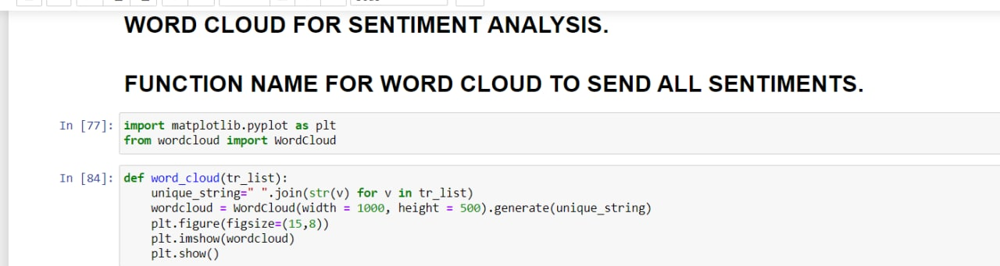 WORD CLOUD FOR SENTIMENT ANALYSIS.
FUNCTION NAME FOR WORD CLOUD TO SEND ALL SENTIMENTS.
In [77]: import matplotlib.pyplot as plt
from wordcloud import WordCloud
In [84]: def word_cloud(tr_list):
    unique_string=" ".join(str(v) for v in tr_list)
    wordcloud = WordCloud(width = 1000, height = 500).generate(unique_string)
    plt.figure(figsize=(15,8))
    plt.imshow(wordcloud)
    plt.show()